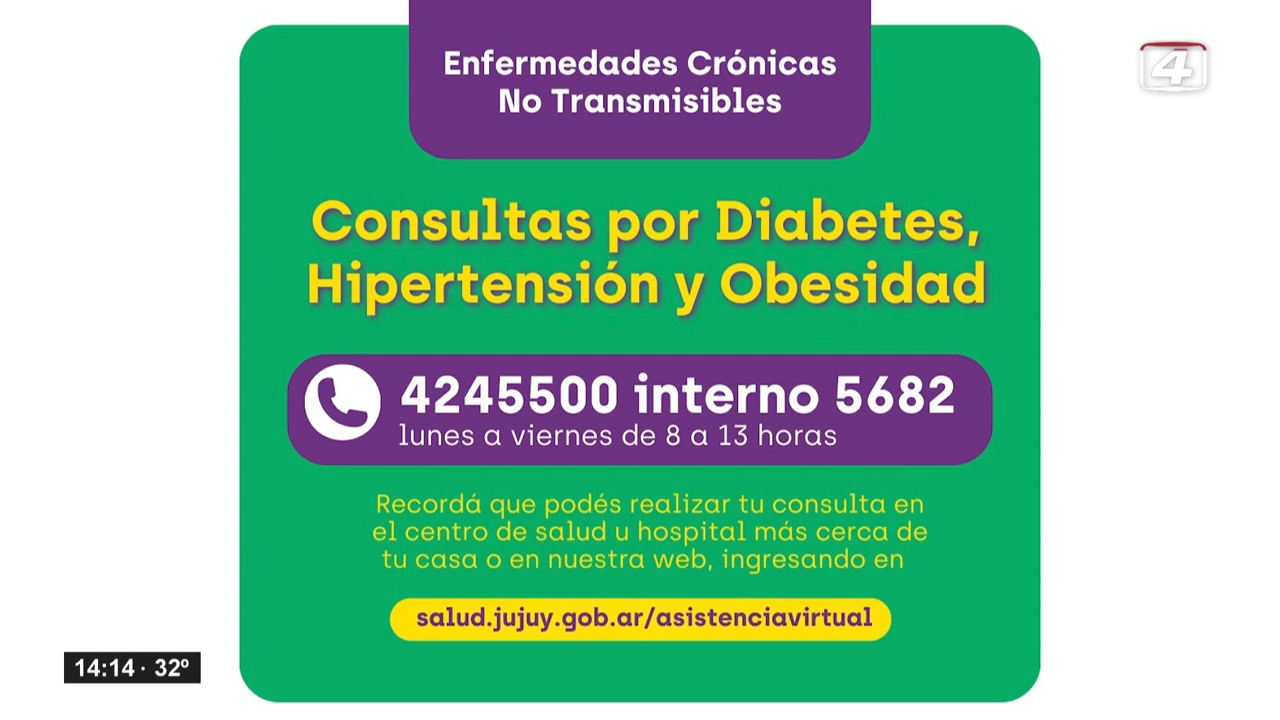 Enfermedades Crónicas
No Transmisibles
4
Consultas por Diabetes,
Hipertensión y Obesidad
4245500 interno 5682
lunes a viernes de 8 a 13 horas
Recordá que podés realizar tu consulta en
el centro de salud u hospital más cerca de
tu casa o en nuestra web, ingresando en
salud.jujuy.gob.ar/asistenciavirtual
14:14 · 32º